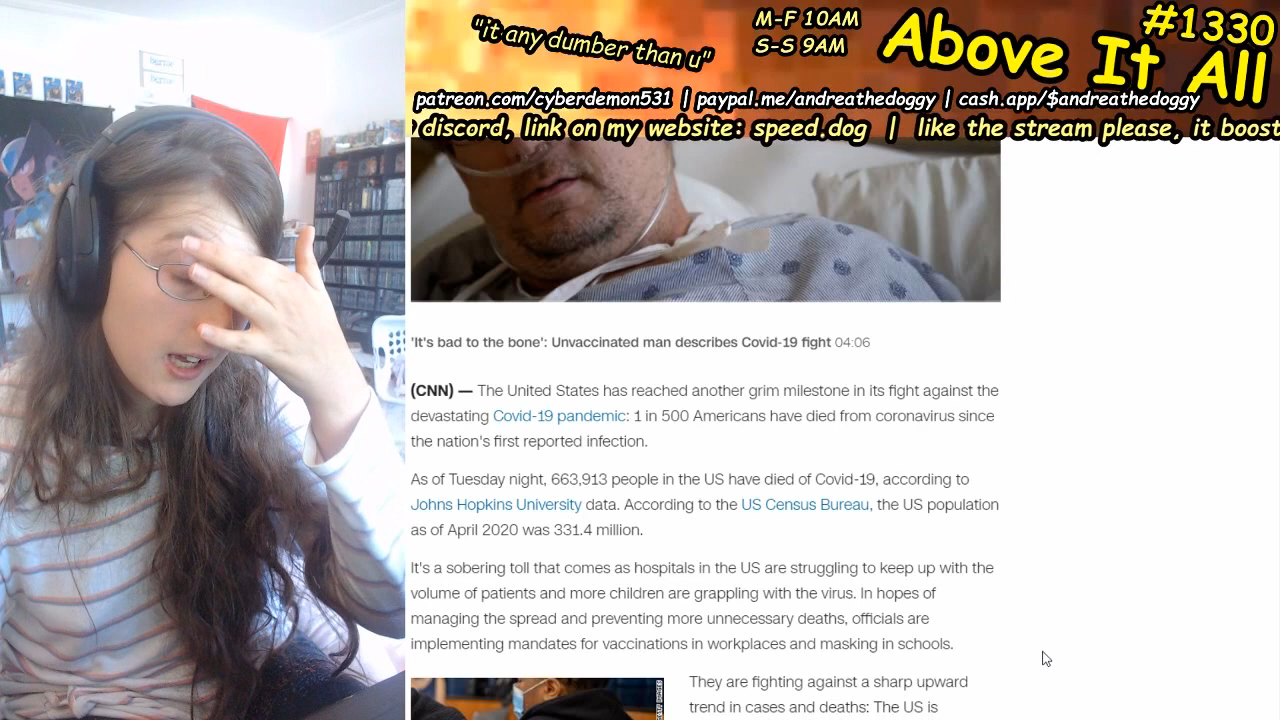 "it any dumber than u"
M-F 10AM
S-S 9AM
Above It All
#1330
patreon.com/cyberdemon531 | paypal.me/andreathedoggy | cash.app/$andreathedoggy
discord, link on my website: speed.dog | like the stream please, it boost
'It's bad to the bone': Unvaccinated man describes Covid-19 fight 04:06
(CNN) — The United States has reached another grim milestone in its fight against the
devastating Covid-19 pandemic: 1 in 500 Americans have died from coronavirus since
the nation's first reported infection.
As of Tuesday night, 663,913 people in the US have died of Covid-19, according to
Johns Hopkins University data. According to the US Census Bureau, the US population
as of April 2020 was 331.4 million.
It's a sobering toll that comes as hospitals in the US are struggling to keep up with the
volume of patients and more children are grappling with the virus. In hopes of
managing the spread and preventing more unnecessary deaths, officials are
implementing mandates for vaccinations in workplaces and masking in schools.
They are fighting against a sharp upward
trend in cases and deaths: The US is